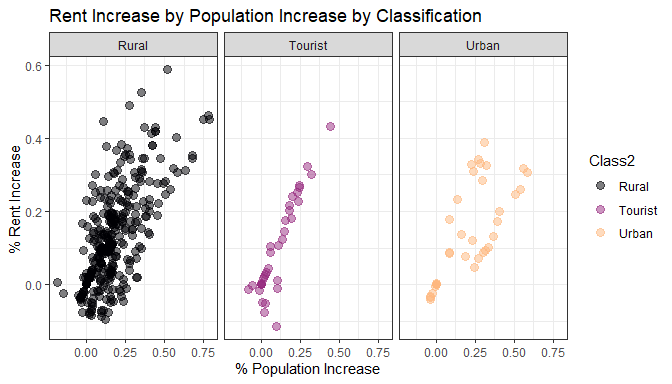 Rent Increase by Population Increase by Classification
Rural Tourist Urban
% Rent Increase
0.6
0.4
0.2
0.0
0.00 0.25 0.50 0.75 0.00 0.25 0.50 0.75 0.00 0.25 0.50 0.75
% Population Increase
Class2
Rural
Tourist
Urban